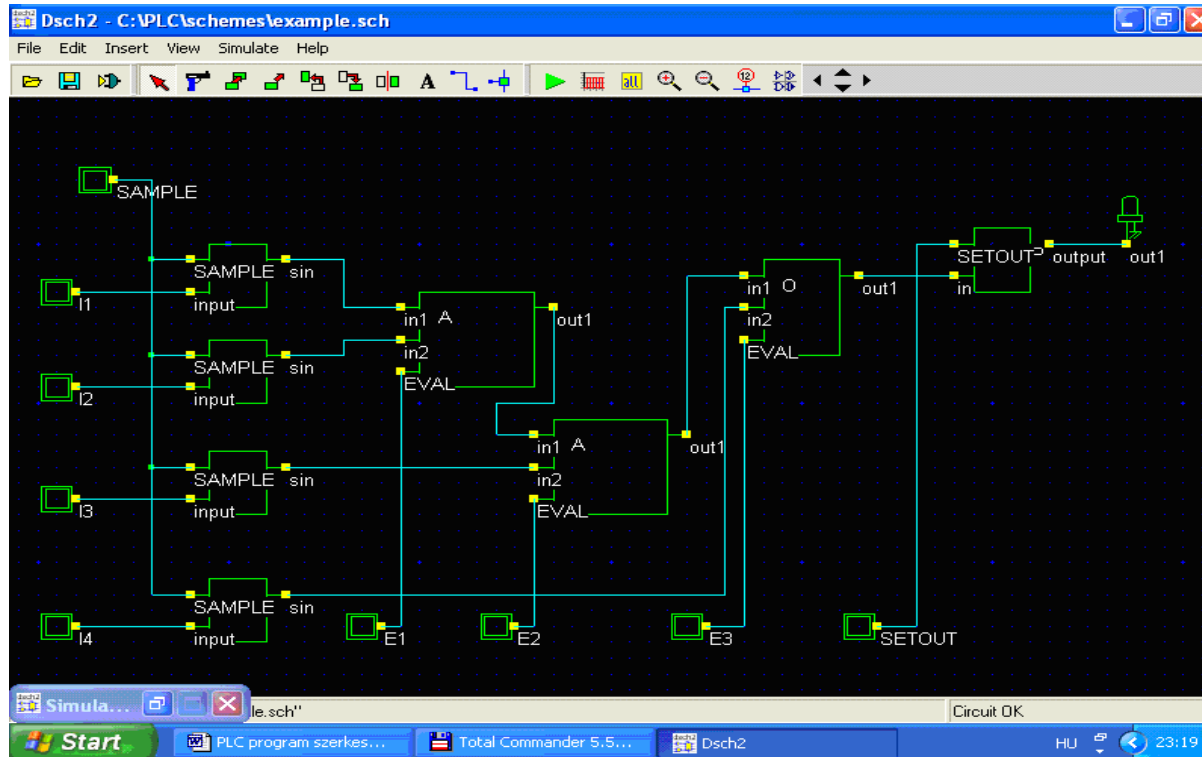 Dsch2 - C:\PLC\schemes\example.sch
File Edit Insert View Simulate Help
A all 12
SAMPLE
SAMPLE sin
input
I1
SAMPLE sin
input
I2
SAMPLE sin
input
I3
SAMPLE sin
input
I4
in1 A out1
in2
EVAL
in1 A out1
in2
EVAL
in1 O out1
in2
EVAL
SETOUT output out1
in
E1
E2
E3
SETOUT
Simula... le.sch"
Circuit OK
Start PLC program szerkes... Total Commander 5.5... Dsch2 HU 23:19